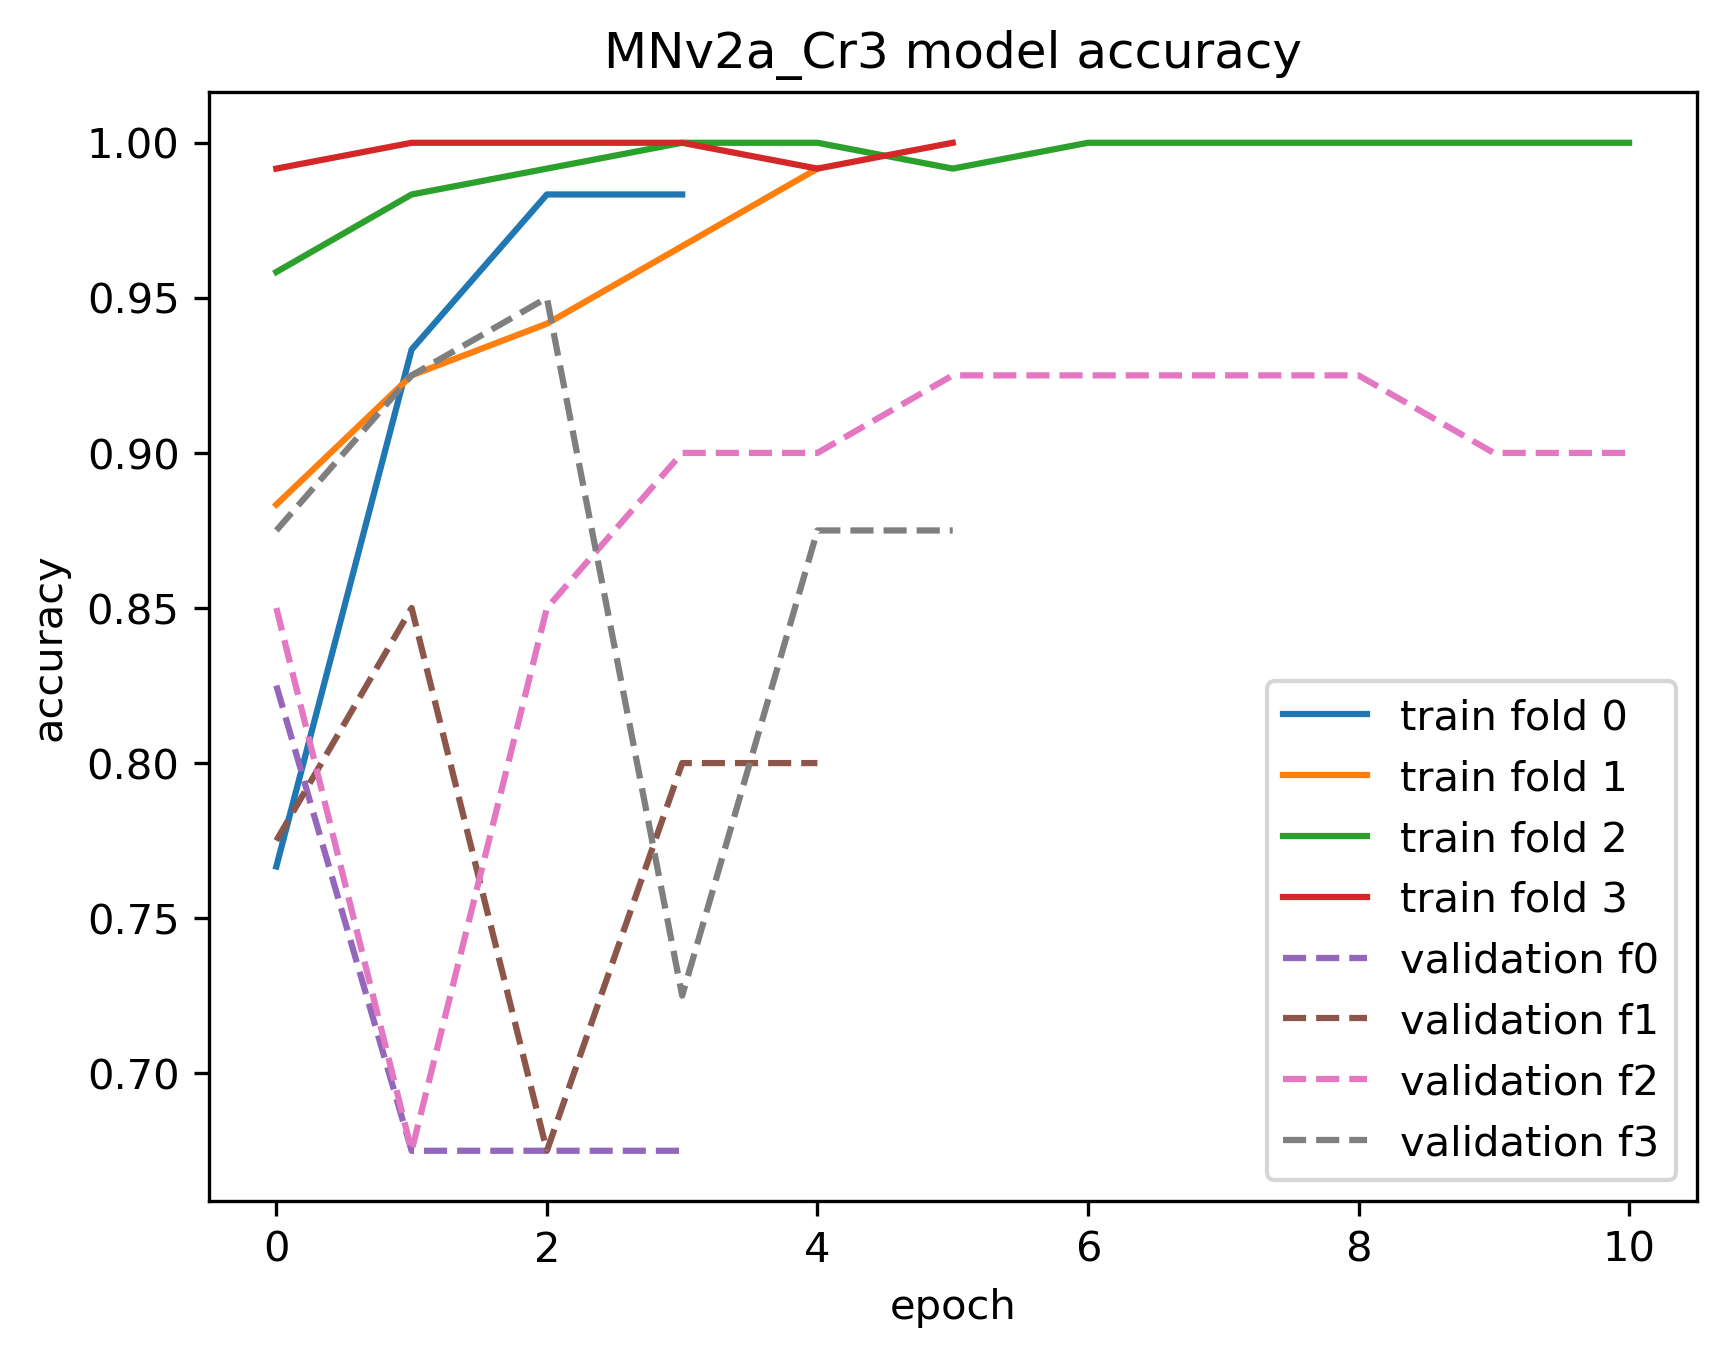 MNv2a_Cr3 model accuracy
1.00
0.95
0.90
0.85
0.80
0.75
0.70
accuracy
0 2 4 6 8 10
epoch
train fold 0
train fold 1
train fold 2
train fold 3
validation f0
validation f1
validation f2
validation f3